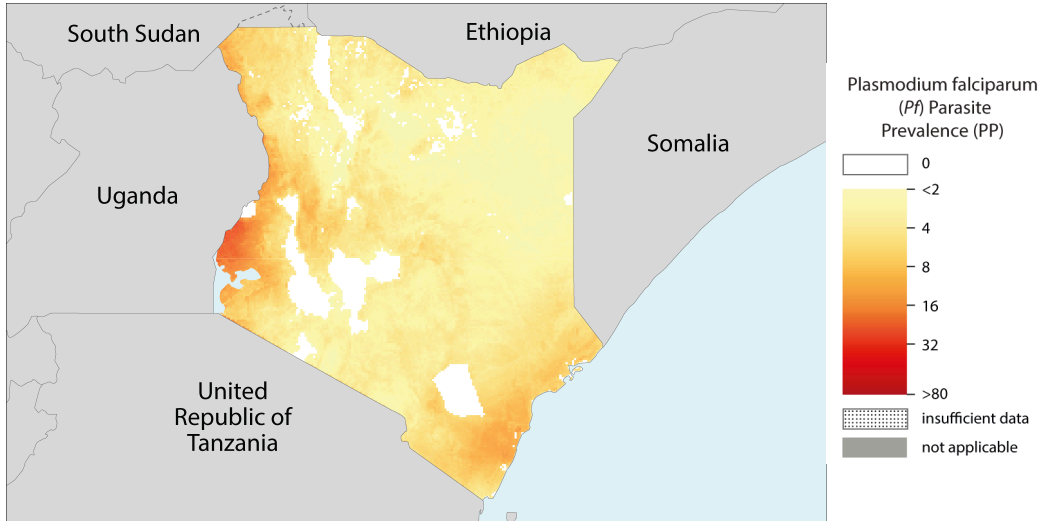 South Sudan
Ethiopia
Somalia
Uganda
United
Republic of
Tanzania
Plasmodium falciparum
(Pf) Parasite
Prevalence (PP)
0
<2
4
8
16
32
>80
insufficient data
not applicable